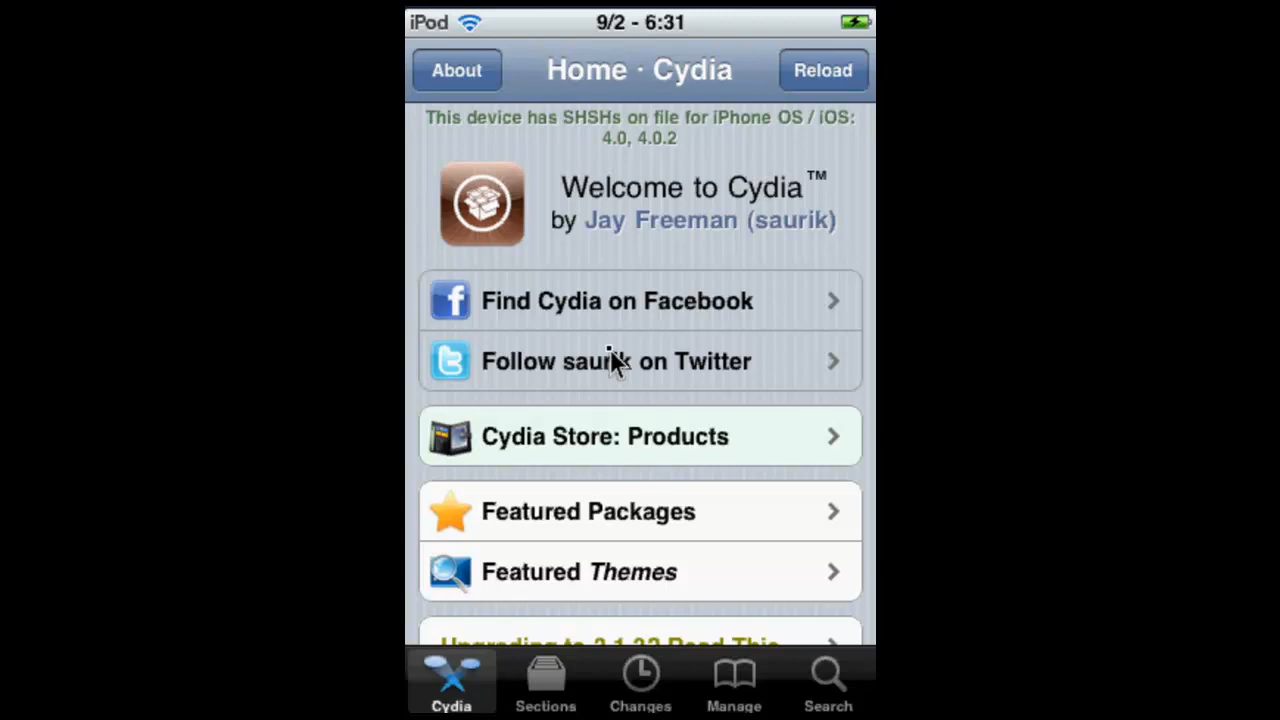 iPod 9/2 - 6:31
About Home · Cydia Reload
This device has SHSHs on file for iPhone OS / iOS:
4.0, 4.0.2
Welcome to Cydia™
by Jay Freeman (saurik)
Find Cydia on Facebook
Follow saurik on Twitter
Cydia Store: Products
Featured Packages
Featured Themes
Upgrading to 3.1.3? Read This
Cydia Sections Changes Manage Search